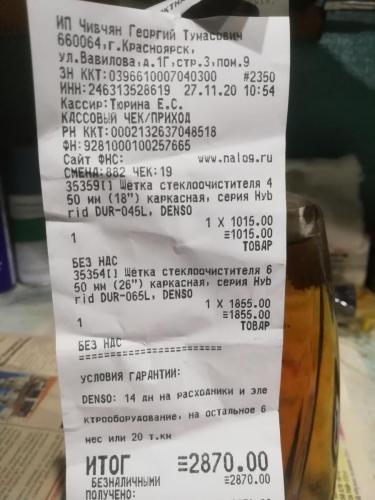 ИП Чивчян Георгий Тумасович
660064,г.Красноярск,
ул.Вавилова,д.1Г,стр.3,пом.9
ЗН ККТ:0396610007040300 #2350
ИНН:246313528619 27.11.20 10:54
Кассир:Тюрина Е.С.
КАССОВЫЙ ЧЕК/ПРИХОД
РН ККТ:0002132637048518
ФН:9281000100257665
Сайт ФНС: www.nalog.ru
СМЕНА:882 ЧЕК:19
35359[] Щётка стеклоочистителя 4
50 мм (18") каркасная, серия Hyb
rid DUR-045L, DENSO
1 X 1015.00
1 ≡1015.00
ТОВАР
БЕЗ НДС
35354[] Щётка стеклоочистителя 6
50 мм (26") каркасная, серия Hyb
rid DUR-065L, DENSO
1 X 1855.00
1 ≡1855.00
ТОВАР
БЕЗ НДС
========================
УСЛОВИЯ ГАРАНТИИ:
DENSO: 14 дн на расходники и эле
ктрооборудование, на остальное 6
мес или 20 т.км
ИТОГ ≡2870.00
БЕЗНАЛИЧНЫМИ ≡2870.00
ПОЛУЧЕНО: